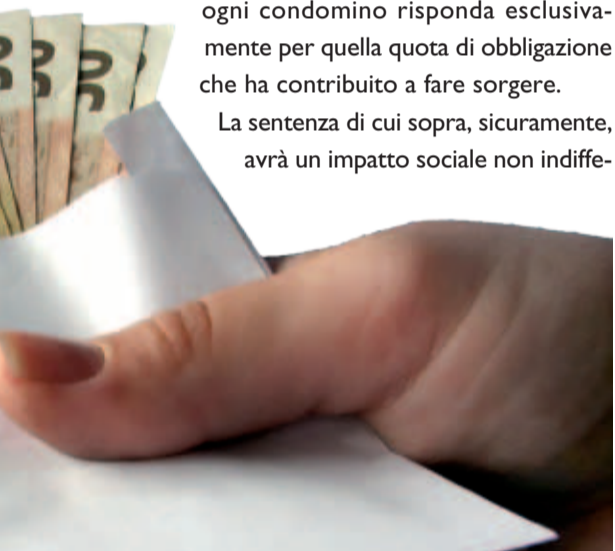 ogni condomino risponda esclusiva-
mente per quella quota di obbligazione
che ha contribuito a fare sorgere.
La sentenza di cui sopra, sicuramente,
avrà un impatto sociale non indiffe-